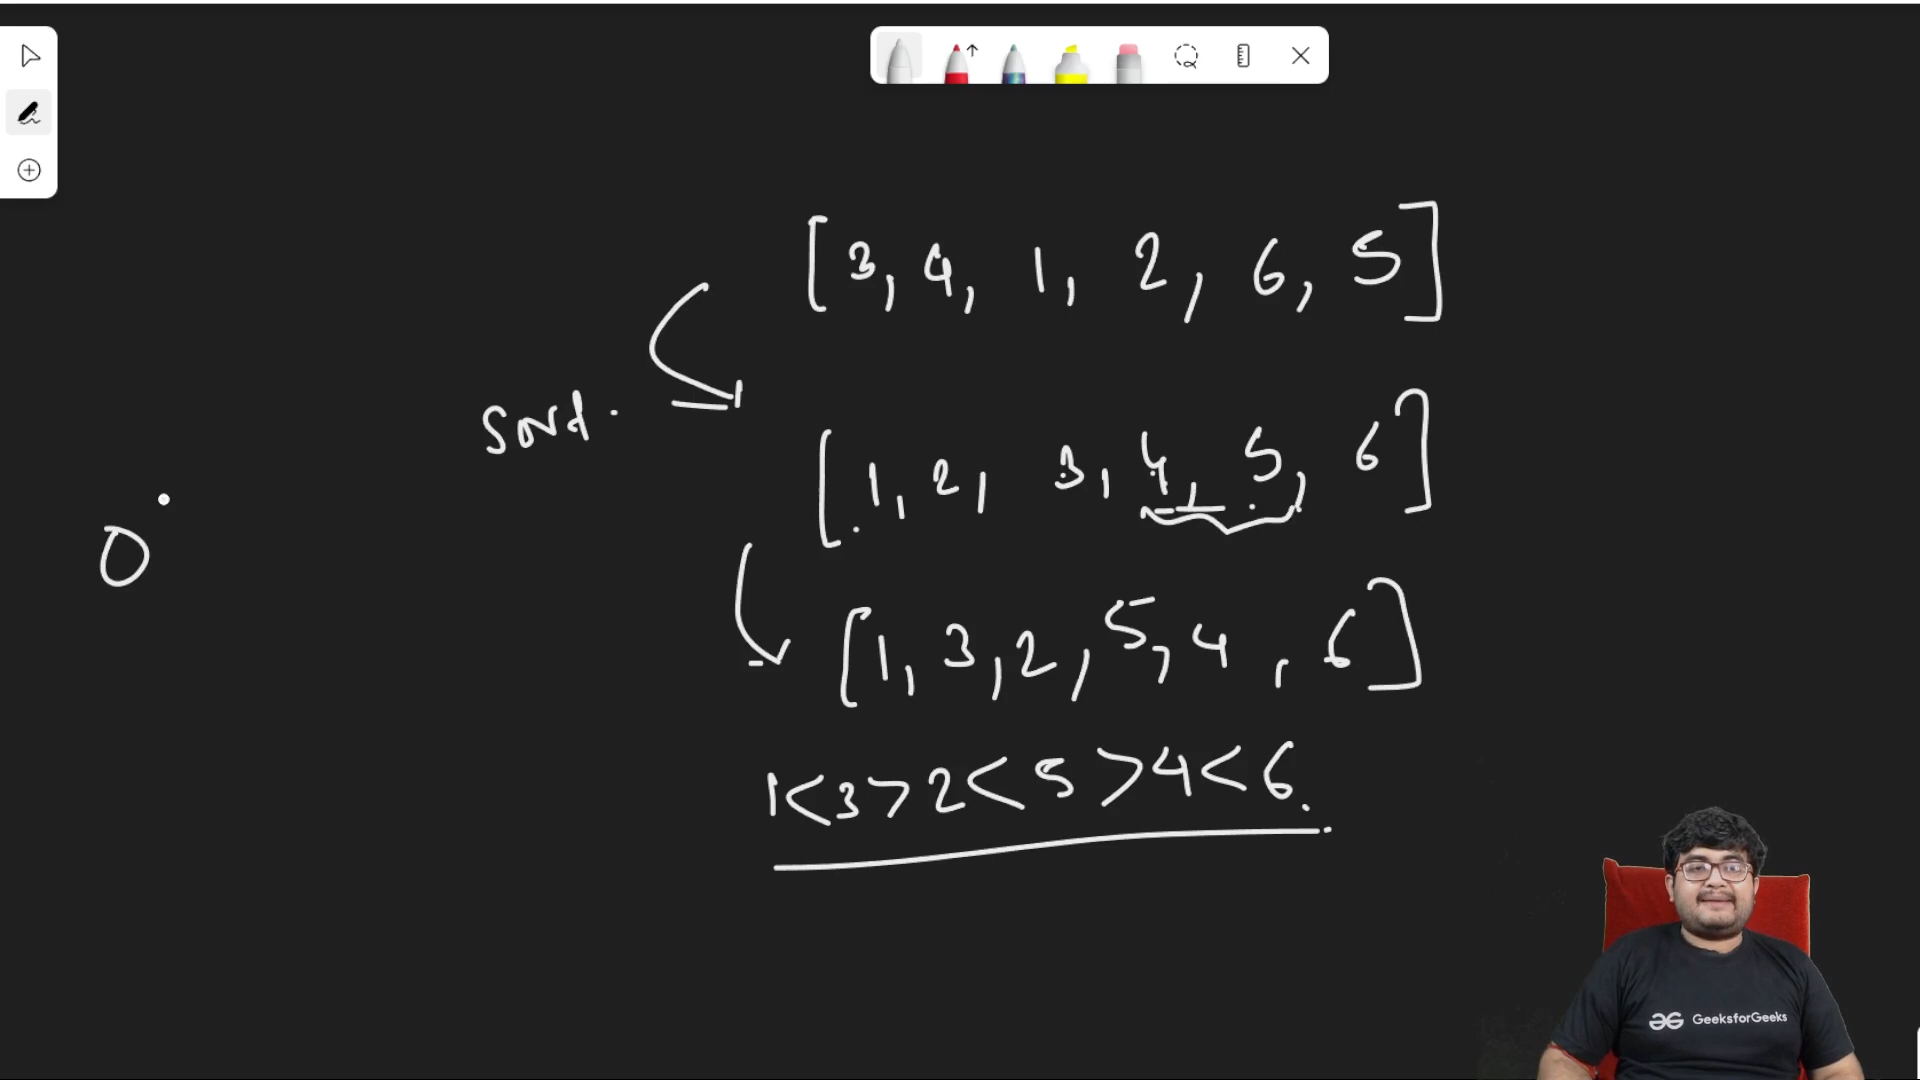 [3, 4, 1, 2, 6, 5]
Sort.
[1, 2, 3, 4, 5, 6]
O
[1, 3, 2, 5, 4, 6]
1<3>2<5>4<6.
GeeksforGeeks